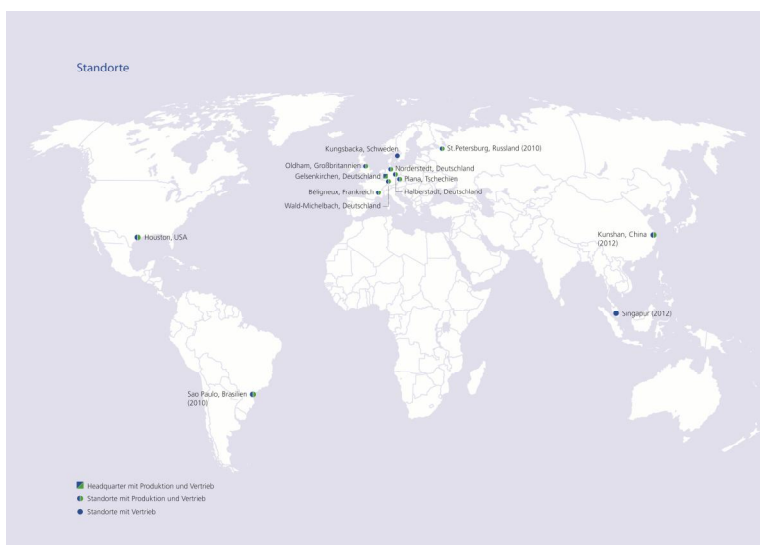 Standorte
Kungsbacka, Schweden
St.Petersburg, Russland (2010)
Oldham, Großbritannien
Norderstedt, Deutschland
Gelsenkirchen, Deutschland
Plana, Tschechien
Béligneux, Frankreich
Halberstadt, Deutschland
Wald-Michelbach, Deutschland
Houston, USA
Kunshan, China
(2012)
Singapur (2012)
Sao Paulo, Brasilien
(2010)
Headquarter mit Produktion und Vertrieb
Standorte mit Produktion und Vertrieb
Standorte mit Vertrieb